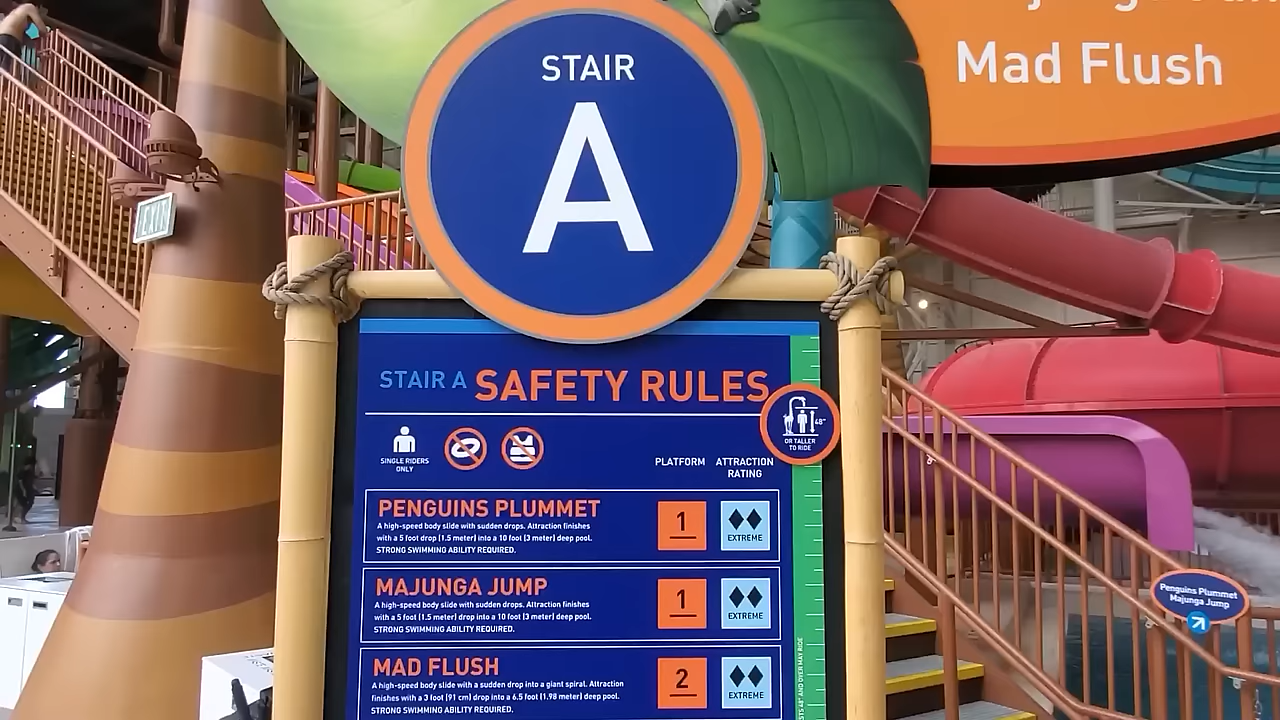 STAIR
A
Mad Flush
EXIT
STAIR A SAFETY RULES
48"
OR TALLER
TO RIDE
SINGLE RIDERS
ONLY
PLATFORM
ATTRACTION
RATING
PENGUINS PLUMMET
A high-speed body slide with sudden drops. Attraction finishes
with a 5 foot drop (1.5 meter) into a 10 foot (3 meter) deep pool.
STRONG SWIMMING ABILITY REQUIRED.
1
EXTREME
MAJUNGA JUMP
A high-speed body slide with sudden drops. Attraction finishes
with a 5 foot (1.5 meter) drop into a 10 foot (3 meter) deep pool.
STRONG SWIMMING ABILITY REQUIRED.
1
EXTREME
MAD FLUSH
A high-speed body slide with a sudden drop into a giant spiral. Attraction
finishes with a 3 foot (91 cm) drop into a 6.5 foot (1.98 meter) deep pool.
STRONG SWIMMING ABILITY REQUIRED.
2
EXTREME
48" AND OVER MAY RIDE
Penguins Plummet
Majunga Jump